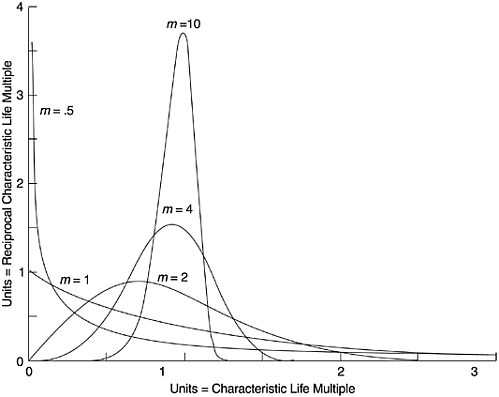 4
m =10
Units = Reciprocal Characteristic Life Multiple
3
m = .5
2
m = 4
1
m = 1
m = 2
0
0
1
2
3
Units = Characteristic Life Multiple